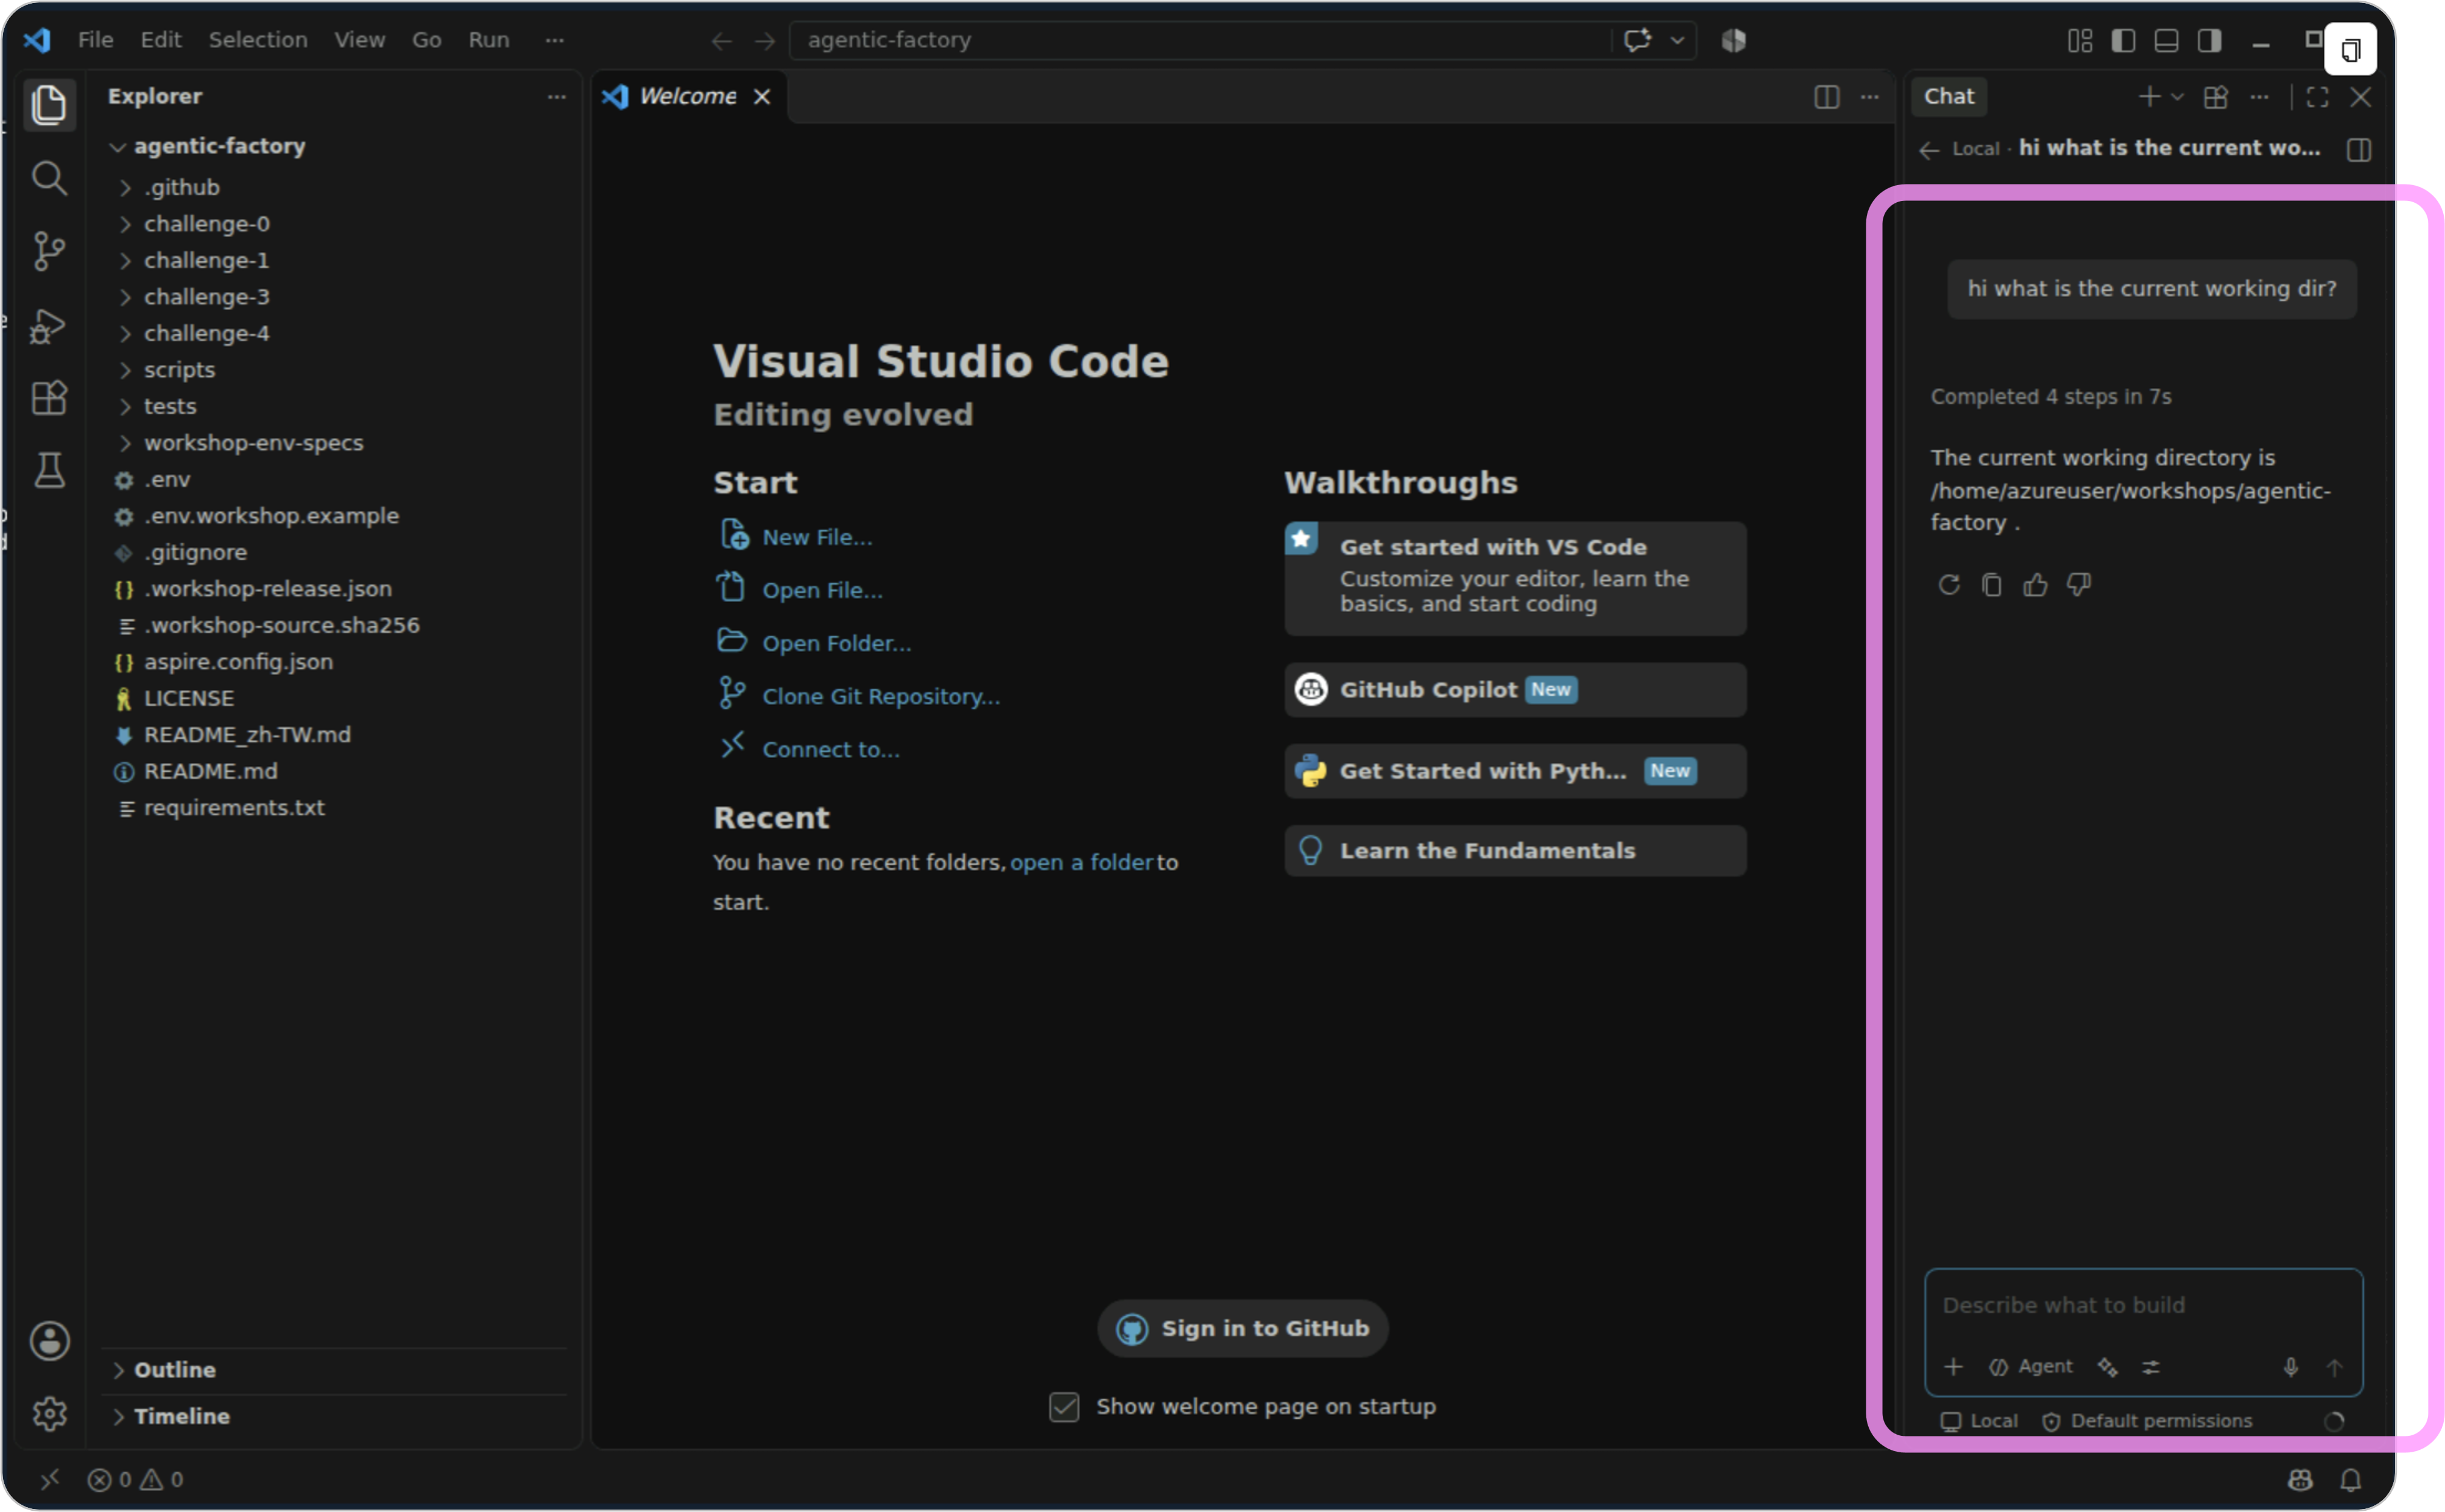 File Edit Selection View Go Run ···
agentic-factory
Explorer
agentic-factory
.github
challenge-0
challenge-1
challenge-3
challenge-4
scripts
tests
workshop-env-specs
.env
.env.workshop.example
.gitignore
.workshop-release.json
.workshop-source.sha256
aspire.config.json
LICENSE
README_zh-TW.md
README.md
requirements.txt
Outline
Timeline
0 0
Welcome
Visual Studio Code
Editing evolved
Start
New File...
Open File...
Open Folder...
Clone Git Repository...
Connect to...
Recent
You have no recent folders, open a folder to
start.
Walkthroughs
Get started with VS Code
Customize your editor, learn the
basics, and start coding
GitHub Copilot New
Get Started with Pyth... New
Learn the Fundamentals
Sign in to GitHub
Show welcome page on startup
Chat
Local · hi what is the current wo...
hi what is the current working dir?
Completed 4 steps in 7s
The current working directory is
/home/azureuser/workshops/agentic-
factory .
Describe what to build
Agent
Local Default permissions